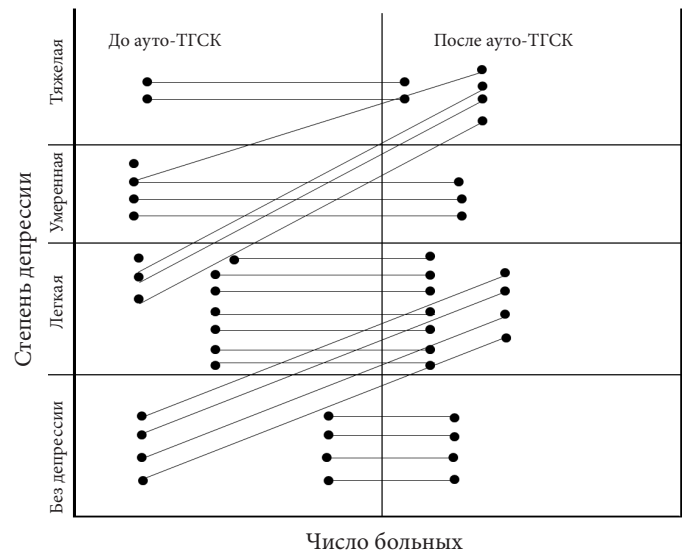 До ауто-ТГСК
После ауто-ТГСК
Степень депрессии
Тяжелая
Умеренная
Легкая
Без депрессии
Число больных